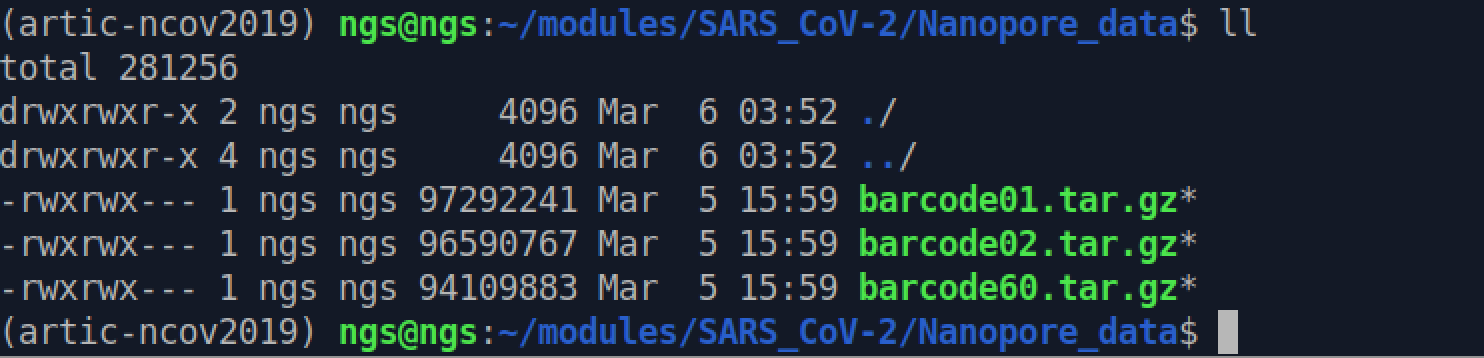 (artic-ncov2019) ngs@ngs:~/modules/SARS_CoV-2/Nanopore_data$ ll
total 281256
drwxrwxr-x 2 ngs ngs     4096 Mar  6 03:52 ./
drwxrwxr-x 4 ngs ngs     4096 Mar  6 03:52 ../
-rwxrwx--- 1 ngs ngs 97292241 Mar  5 15:59 barcode01.tar.gz*
-rwxrwx--- 1 ngs ngs 96590767 Mar  5 15:59 barcode02.tar.gz*
-rwxrwx--- 1 ngs ngs 94109883 Mar  5 15:59 barcode60.tar.gz*
(artic-ncov2019) ngs@ngs:~/modules/SARS_CoV-2/Nanopore_data$